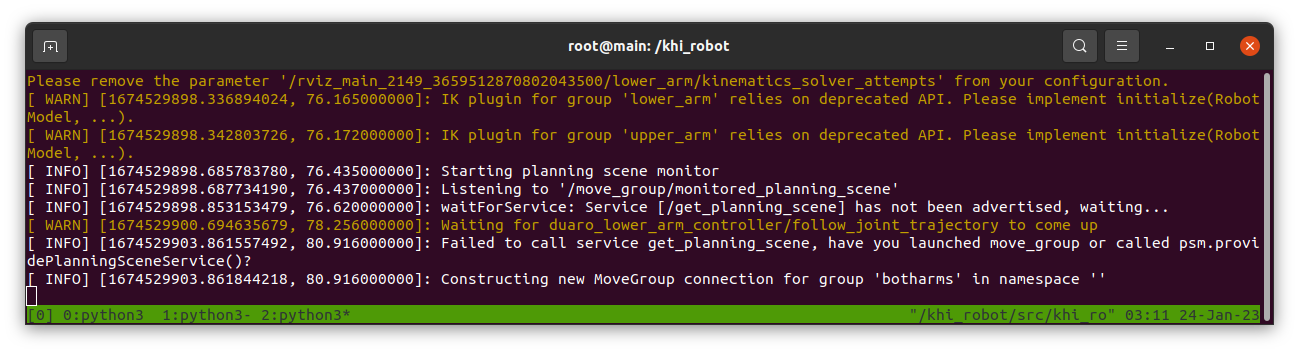 root@main: /khi_robot
Please remove the parameter '/rviz_main_2149_3659512870802043500/lower_arm/kinematics_solver_attempts' from your configuration.
[ WARN] [1674529898.336894024, 76.165000000]: IK plugin for group 'lower_arm' relies on deprecated API. Please implement initialize(Robot
Model, ...).
[ WARN] [1674529898.342803726, 76.172000000]: IK plugin for group 'upper_arm' relies on deprecated API. Please implement initialize(Robot
Model, ...).
[ INFO] [1674529898.685783780, 76.435000000]: Starting planning scene monitor
[ INFO] [1674529898.687734190, 76.437000000]: Listening to '/move_group/monitored_planning_scene'
[ INFO] [1674529898.853153479, 76.620000000]: waitForService: Service [/get_planning_scene] has not been advertised, waiting...
[ WARN] [1674529900.694635679, 78.256000000]: Waiting for duaro_lower_arm_controller/follow_joint_trajectory to come up
[ INFO] [1674529903.861557492, 80.916000000]: Failed to call service get_planning_scene, have you launched move_group or called psm.provi
dePlanningSceneService()?
[ INFO] [1674529903.861844218, 80.916000000]: Constructing new MoveGroup connection for group 'botharms' in namespace ''
[0] 0:python3  1:python3- 2:python3* "/khi_robot/src/khi_ro" 03:11 24-Jan-23